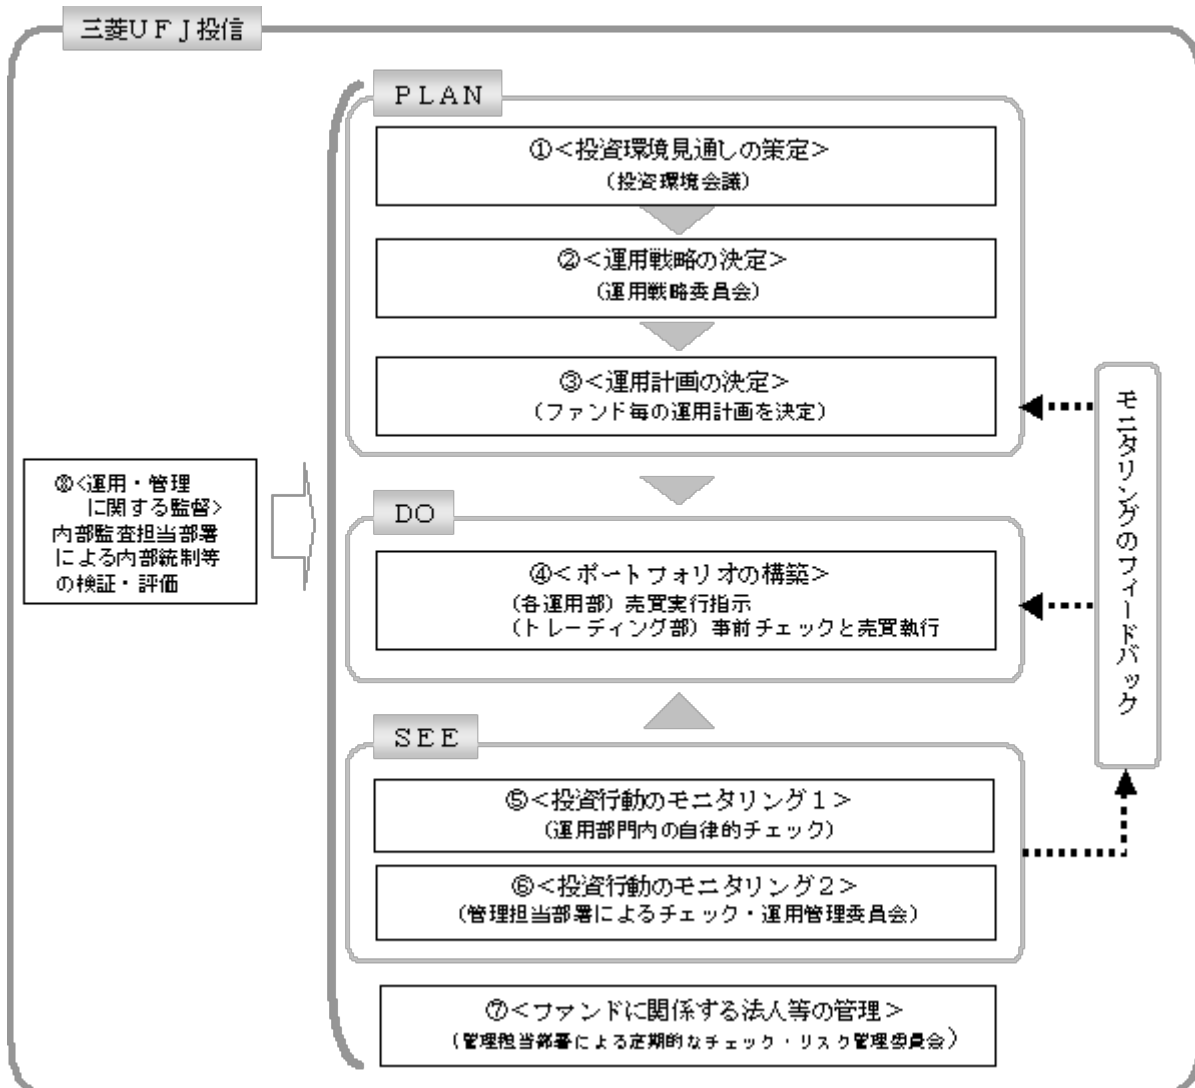 三菱ＵＦＪ投信
ＰＬＡＮ
①＜投資環境見通しの策定＞
（投資環境会議）
②＜運用戦略の決定＞
（運用戦略委員会）
③＜運用計画の決定＞
（ファンド毎の運用計画を決定）
⑧＜運用・管理
に関する監督＞
内部監査担当部署
による内部統制等
の検証・評価
ＤＯ
④＜ポートフォリオの構築＞
（各運用部）売買実行指示
（トレーディング部）事前チェックと売買執行
モニタリングのフィードバック
ＳＥＥ
⑤＜投資行動のモニタリング１＞
（運用部門内の自律的チェック）
⑥＜投資行動のモニタリング２＞
（管理担当部署によるチェック・運用管理委員会）
⑦＜ファンドに関係する法人等の管理＞
（管理担当部署による定期的なチェック・リスク管理委員会）